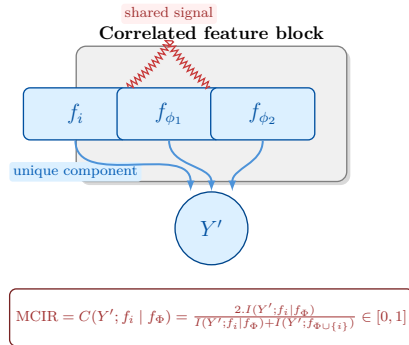 shared signal
Correlated feature block
f_i f_{ϕ_1} f_{ϕ_2}
unique component
Y′
MCIR = C(Y′; f_i | f_Φ) = \frac{2.I(Y′;f_i|f_Φ)}{I(Y′;f_i|f_Φ)+I(Y′;f_{Φ∪\{i\}})} ∈ [0, 1]